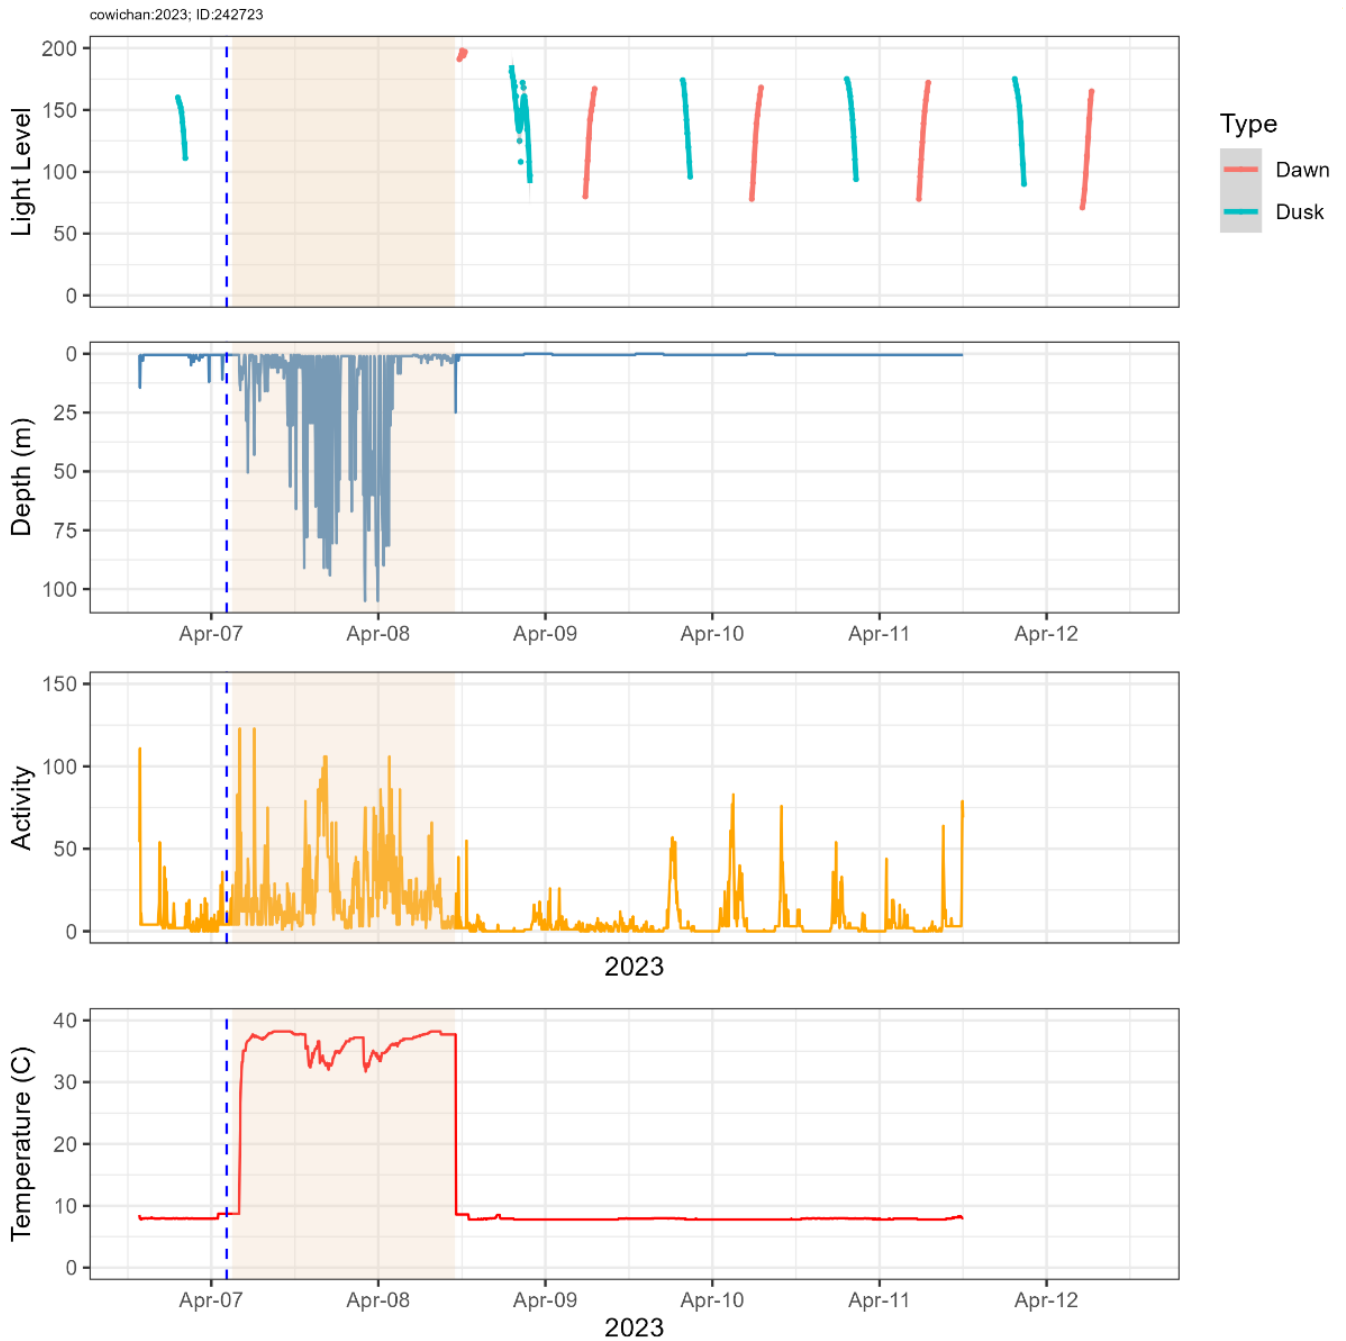 cowichan:2023; ID:242723
Light Level
200
150
100
50
0
Type
Dawn
Dusk
Depth (m)
0
25
50
75
100
Apr-07 Apr-08 Apr-09 Apr-10 Apr-11 Apr-12
Activity
150
100
50
0
2023
Temperature (C)
40
30
20
10
0
Apr-07 Apr-08 Apr-09 Apr-10 Apr-11 Apr-12
2023